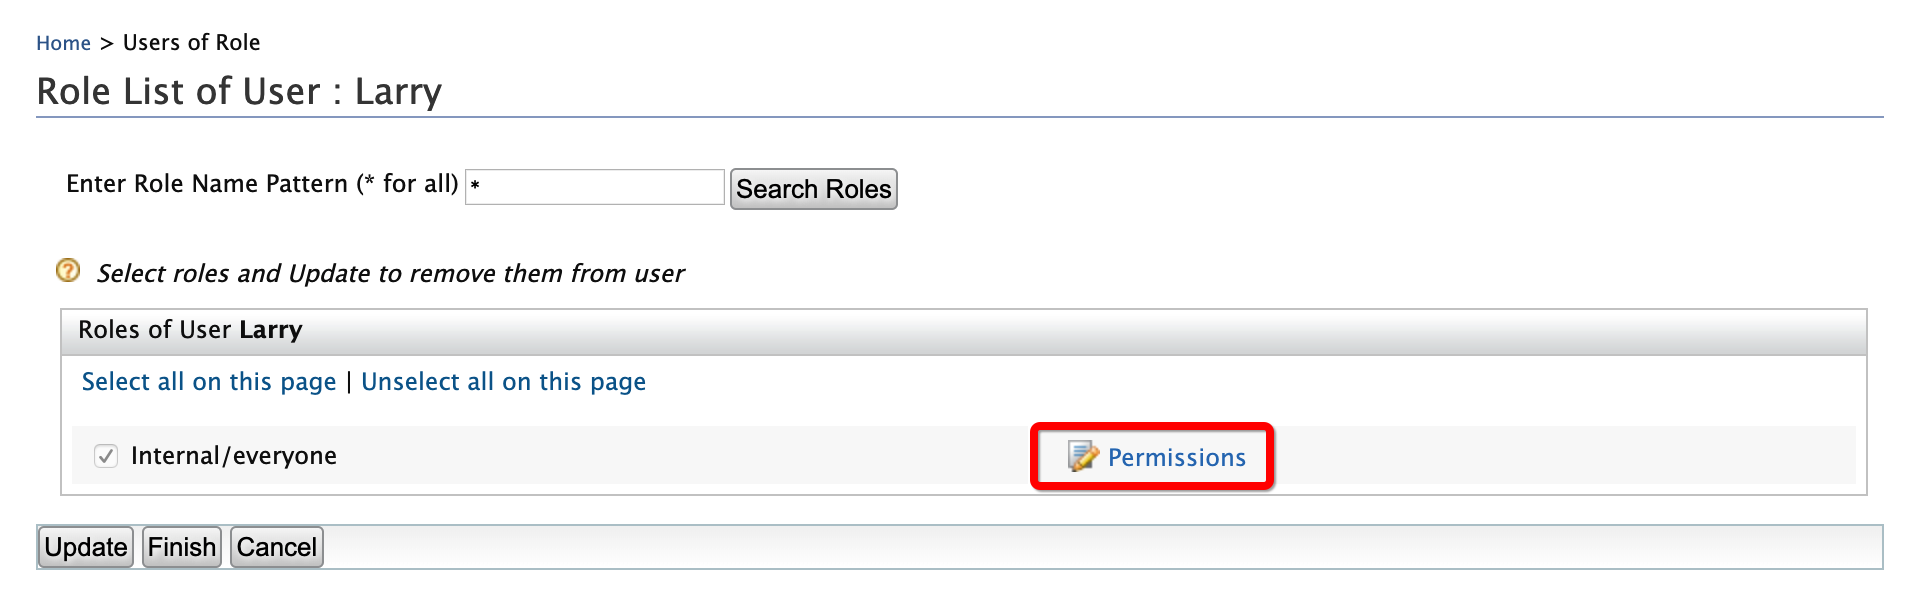 Home > Users of Role
Role List of User : Larry
Enter Role Name Pattern (* for all) * Search Roles
? Select roles and Update to remove them from user
Roles of User Larry
Select all on this page | Unselect all on this page
Internal/everyone Permissions
Update Finish Cancel